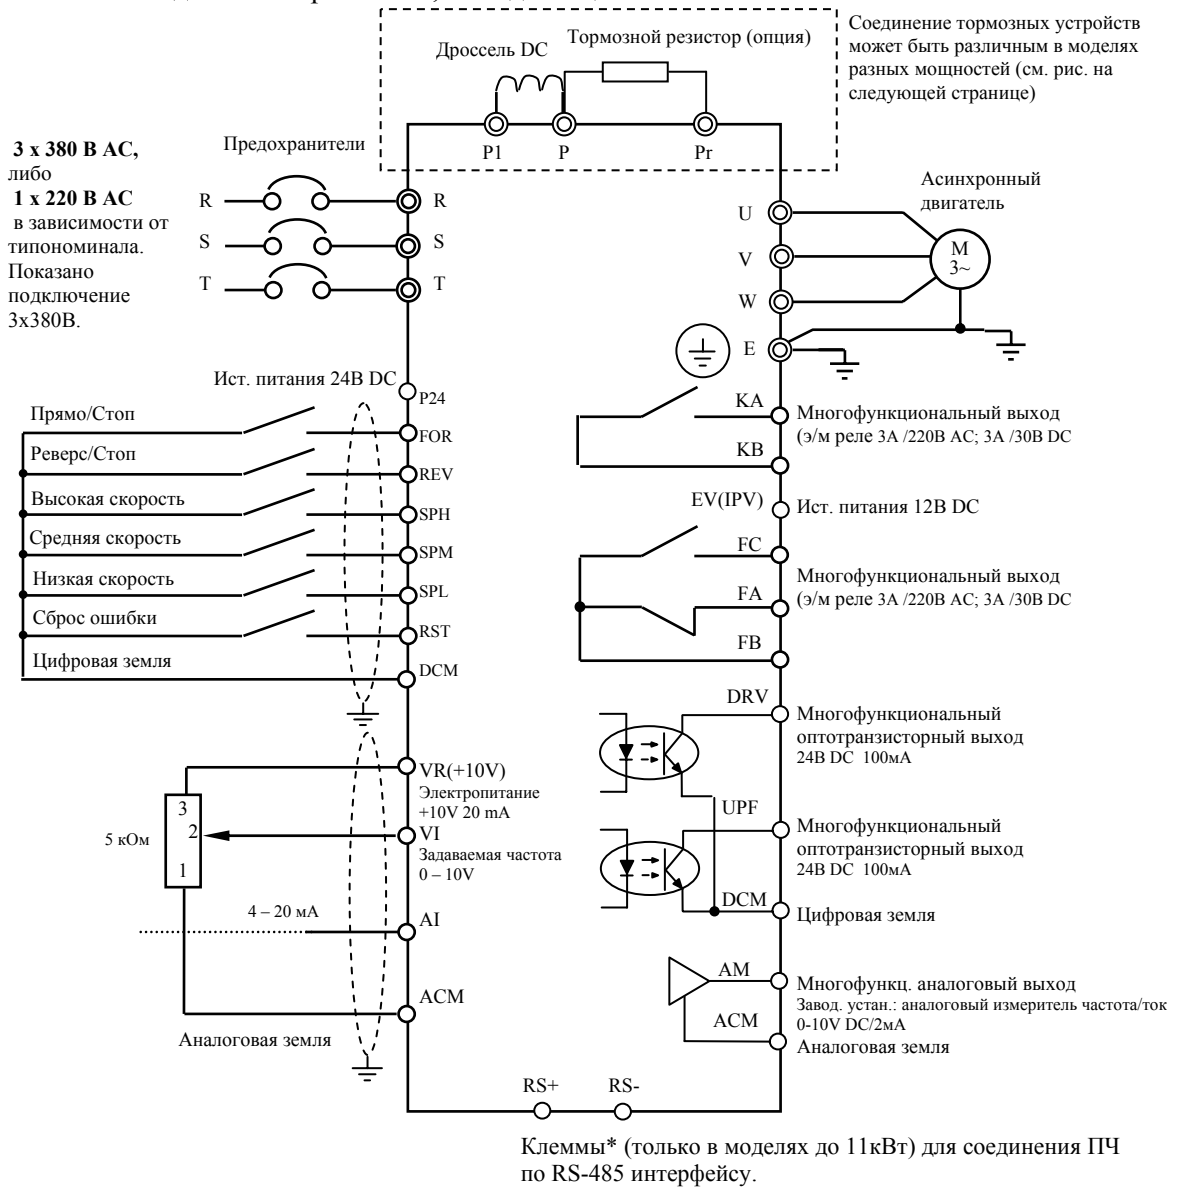 Дроссель DC
Тормозной резистор (опция)
Соединение тормозных устройств
может быть различным в моделях
разных мощностей (см. рис. на
следующей странице)
P1
P
Pr
3 х 380 В AC,
либо
1 х 220 В AC
в зависимости от
типономинала.
Показано
подключение
3х380В.
Предохранители
R
R
S
S
T
T
Асинхронный
двигатель
U
V
W
M
3~
E
Ист. питания 24В DC
P24
Прямо/Стоп
FOR
Реверс/Стоп
REV
Высокая скорость
SPH
Средняя скорость
SPM
Низкая скорость
SPL
Сброс ошибки
RST
Цифровая земля
DCM
KA
KB
Многофункциональный выход
(э/м реле 3А /220В AC; 3А /30В DC
EV(IPV)
Ист. питания 12В DC
FC
FA
FB
Многофункциональный выход
(э/м реле 3А /220В AC; 3А /30В DC
DRV
Многофункциональный
оптотранзисторный выход
24В DC 100мА
UPF
Многофункциональный
оптотранзисторный выход
24В DC 100мА
DCM
Цифровая земля
VR(+10V)
Электропитание
+10V 20 mA
3
2
1
5 кОм
VI
Задаваемая частота
0 – 10V
4 – 20 мА
AI
ACM
Аналоговая земля
AM
Многофункц. аналоговый выход
Завод. устан.: аналоговый измеритель частота/ток
0-10V DC/2мА
ACM
Аналоговая земля
RS+
RS-
Клеммы* (только в моделях до 11кВт) для соединения ПЧ
по RS-485 интерфейсу.